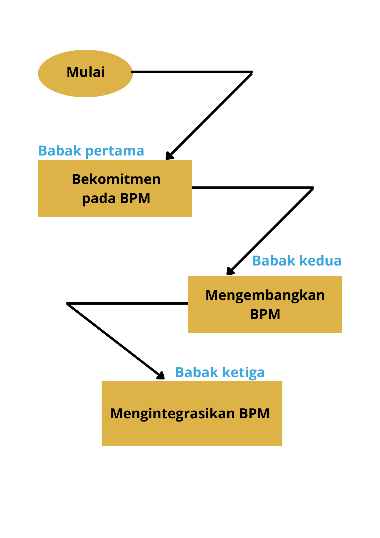 Mulai
Babak pertama
Bekomitmen
pada BPM
Babak kedua
Mengembangkan
BPM
Babak ketiga
Mengintegrasikan BPM